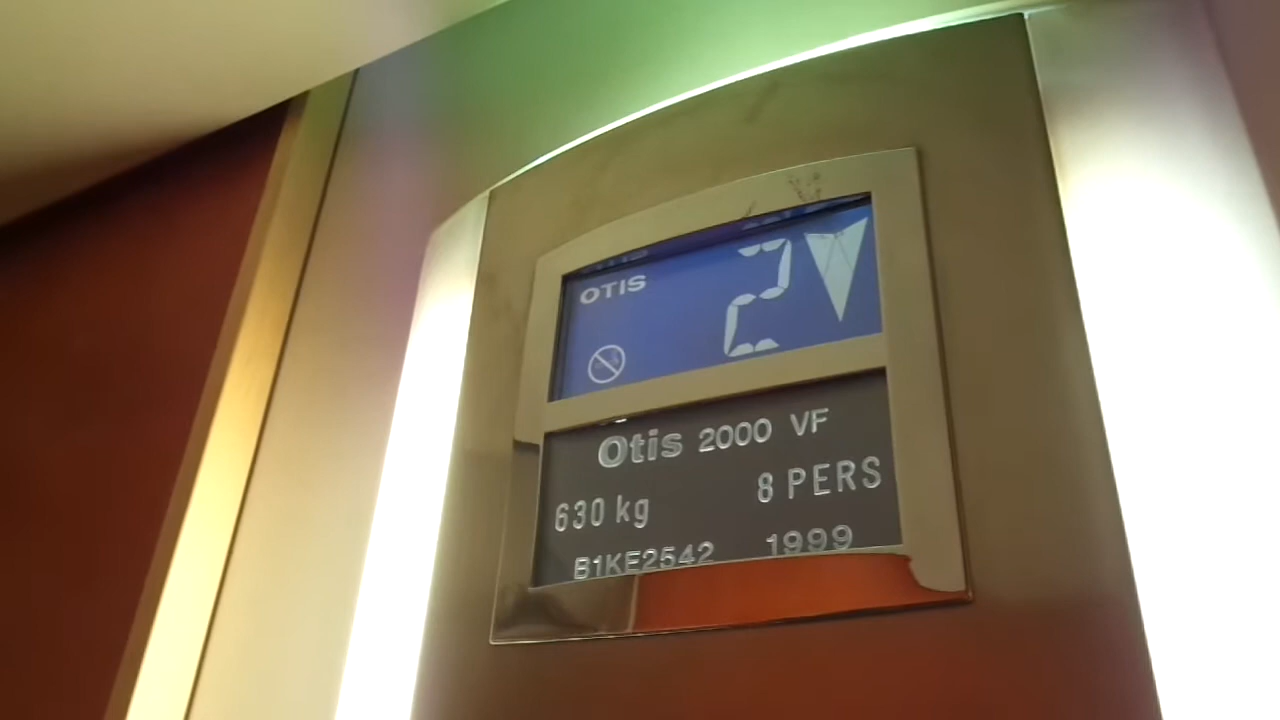 OTIS
2
Otis 2000 VF
630 kg 8 PERS
B1KE2542 1999